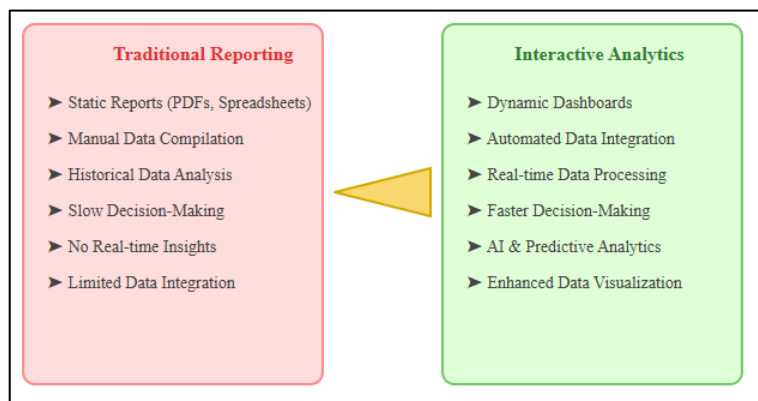 Traditional Reporting
➤ Static Reports (PDFs, Spreadsheets)
➤ Manual Data Compilation
➤ Historical Data Analysis
➤ Slow Decision-Making
➤ No Real-time Insights
➤ Limited Data Integration
Interactive Analytics
➤ Dynamic Dashboards
➤ Automated Data Integration
➤ Real-time Data Processing
➤ Faster Decision-Making
➤ AI & Predictive Analytics
➤ Enhanced Data Visualization